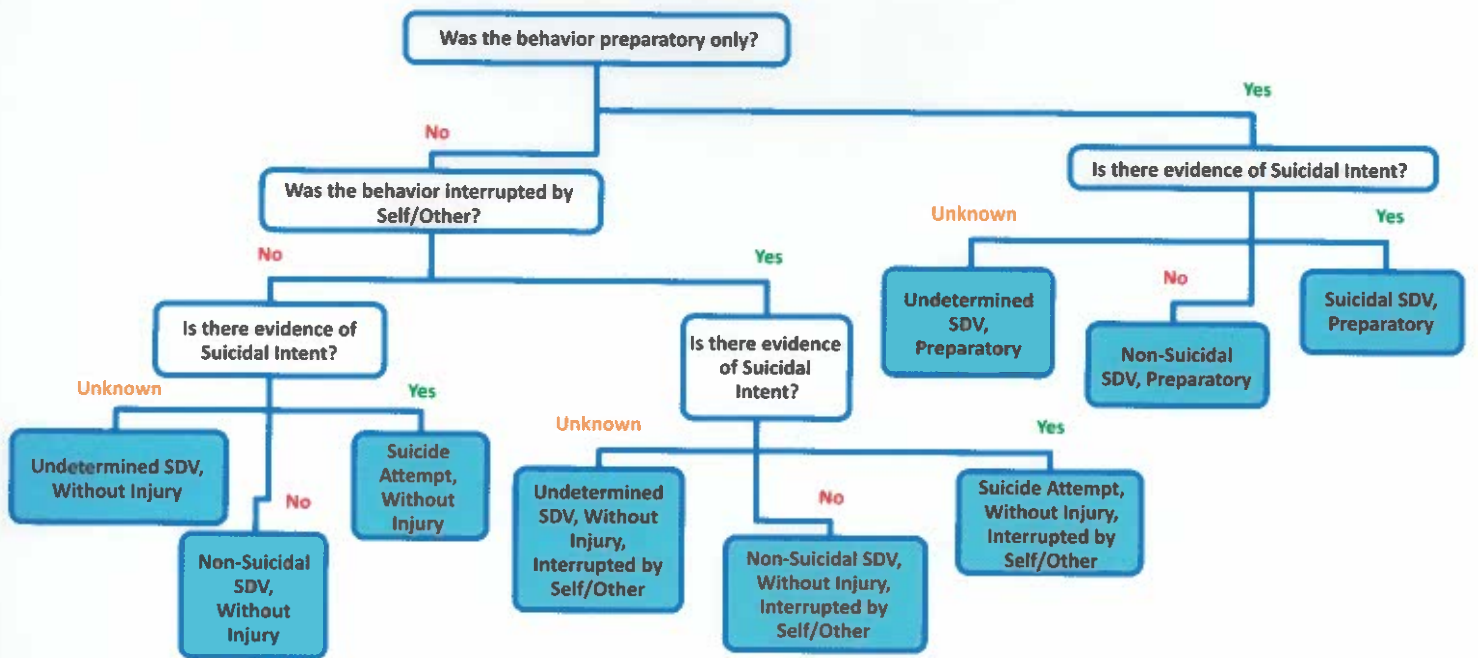 Was the behavior preparatory only?
Yes
No
Is there evidence of Suicidal Intent?
Was the behavior interrupted by
Self/Other?
Unknown
Yes
No
Yes
No
Undetermined
SDV,
Preparatory
Suicidal SDV,
Preparatory
Non-Suicidal
SDV, Preparatory
Is there evidence of
Suicidal Intent?
Is there evidence
of Suicidal
Intent?
Unknown
Yes
Unknown
Yes
Undetermined SDV,
Without Injury
Suicide
Attempt,
Without
Injury
No
Non-Suicidal
SDV,
Without
Injury
Undetermined
SDV, Without
Injury,
Interrupted by
Self/Other
No
Non-Suicidal SDV,
Without Injury,
Interrupted by
Self/Other
Suicide Attempt,
Without Injury,
Interrupted by
Self/Other